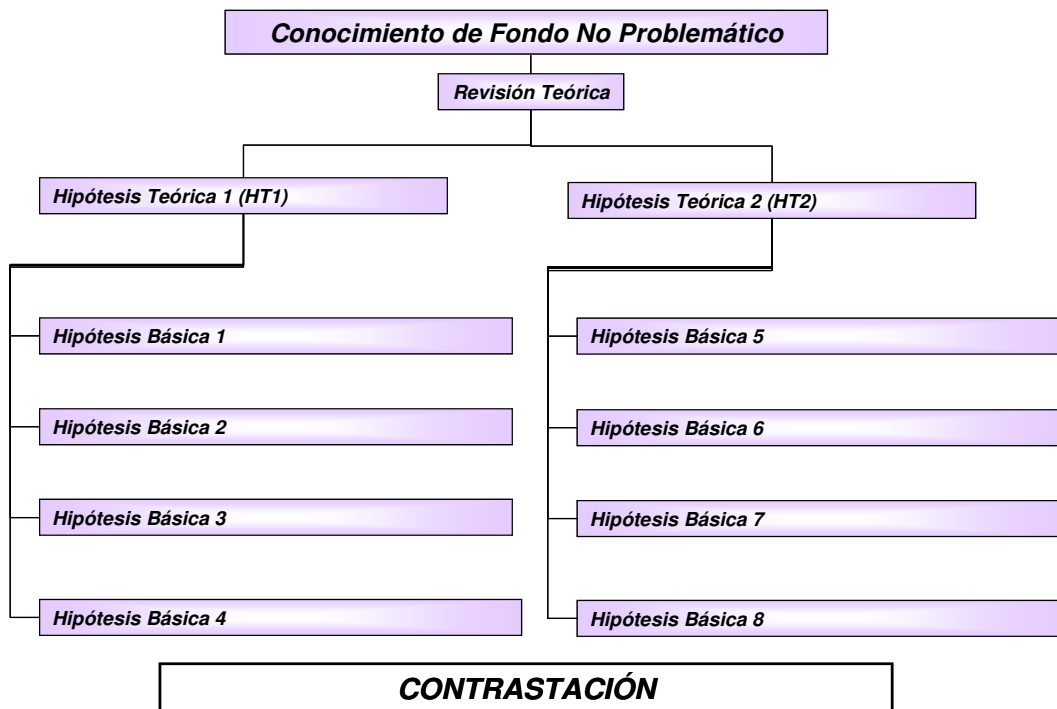 Conocimiento de Fondo No Problemático
Revisión Teórica
Hipótesis Teórica 1 (HT1)
Hipótesis Teórica 2 (HT2)
Hipótesis Básica 1
Hipótesis Básica 5
Hipótesis Básica 2
Hipótesis Básica 6
Hipótesis Básica 3
Hipótesis Básica 7
Hipótesis Básica 4
Hipótesis Básica 8
CONTRASTACIÓN